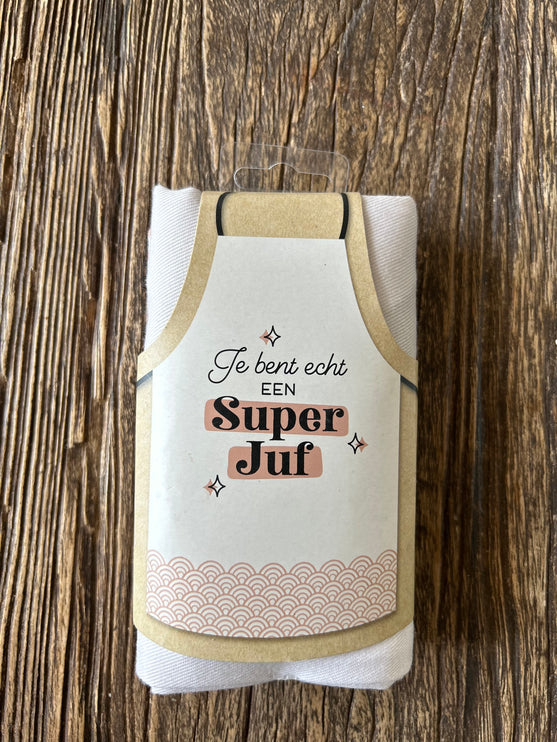 Je bent echt
EEN
Super
Juf